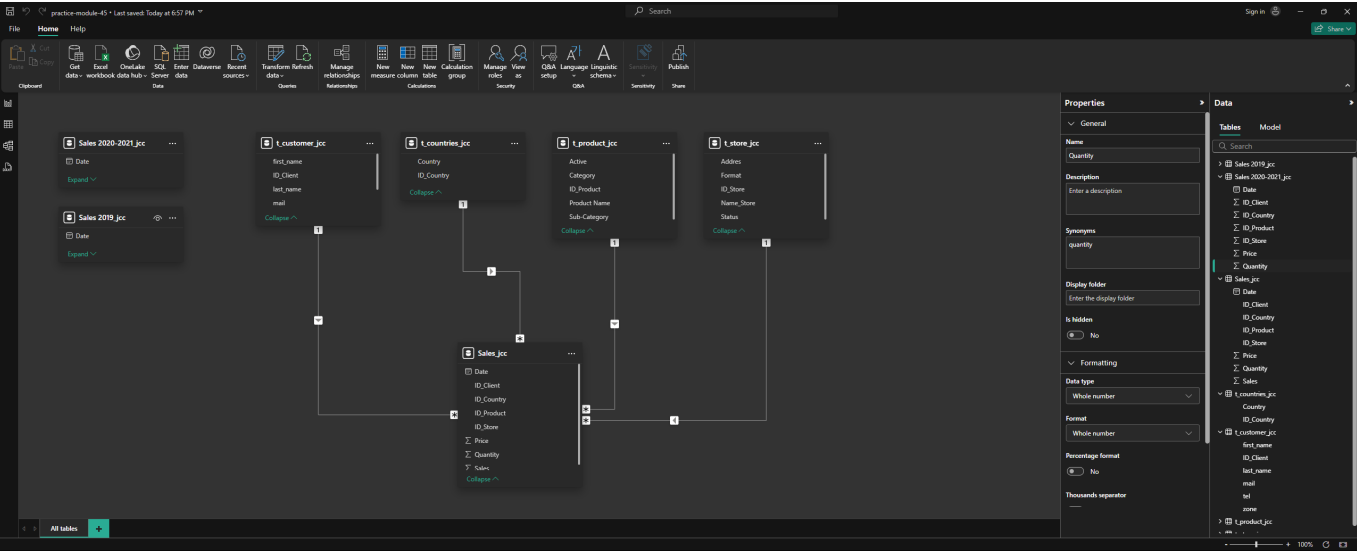 practice-module-45 • Last saved: Today at 6:57 PM
Search
Sign in
File Home Help
Share
Paste
Cut
Copy
Clipboard
Get data
Excel workbook
OneLake data hub
SQL Server
Enter data
Dataverse
Recent sources
Data
Transform data
Refresh
Queries
Manage relationships
Relationships
New measure
New column
New table
Calculation group
Calculations
Manage roles
View as
Security
Q&A setup
Language
Linguistic schema
Q&A
Sensitivity
Sensitivity
Publish
Share
Sales 2020-2021_jcc
Date
Expand
Sales 2019_jcc
Date
Expand
t_customer_jcc
first_name
ID_Client
last_name
mail
Collapse
1
t_countries_jcc
Country
ID_Country
Collapse
1
t_product_jcc
Active
Category
ID_Product
Product Name
Sub-Category
Collapse
1
t_store_jcc
Addres
Format
ID_Store
Name_Store
Status
Collapse
1
*
Sales_jcc
Date
ID_Client
ID_Country
ID_Product
ID_Store
Price
Quantity
Sales
Collapse
*
*
*
All tables
+
Properties
General
Name
Quantity
Description
Enter a description
Synonyms
quantity
Display folder
Enter the display folder
Is hidden
No
Formatting
Data type
Whole number
Format
Whole number
Percentage format
No
Thousands separator
Data
Tables Model
Search
Sales 2019_jcc
Sales 2020-2021_jcc
Date
ID_Client
ID_Country
ID_Product
ID_Store
Price
Quantity
Sales_jcc
Date
ID_Client
ID_Country
ID_Product
ID_Store
Price
Quantity
Sales
t_countries_jcc
Country
ID_Country
t_customer_jcc
first_name
ID_Client
last_name
mail
tel
zone
t_product_jcc
- + 100%